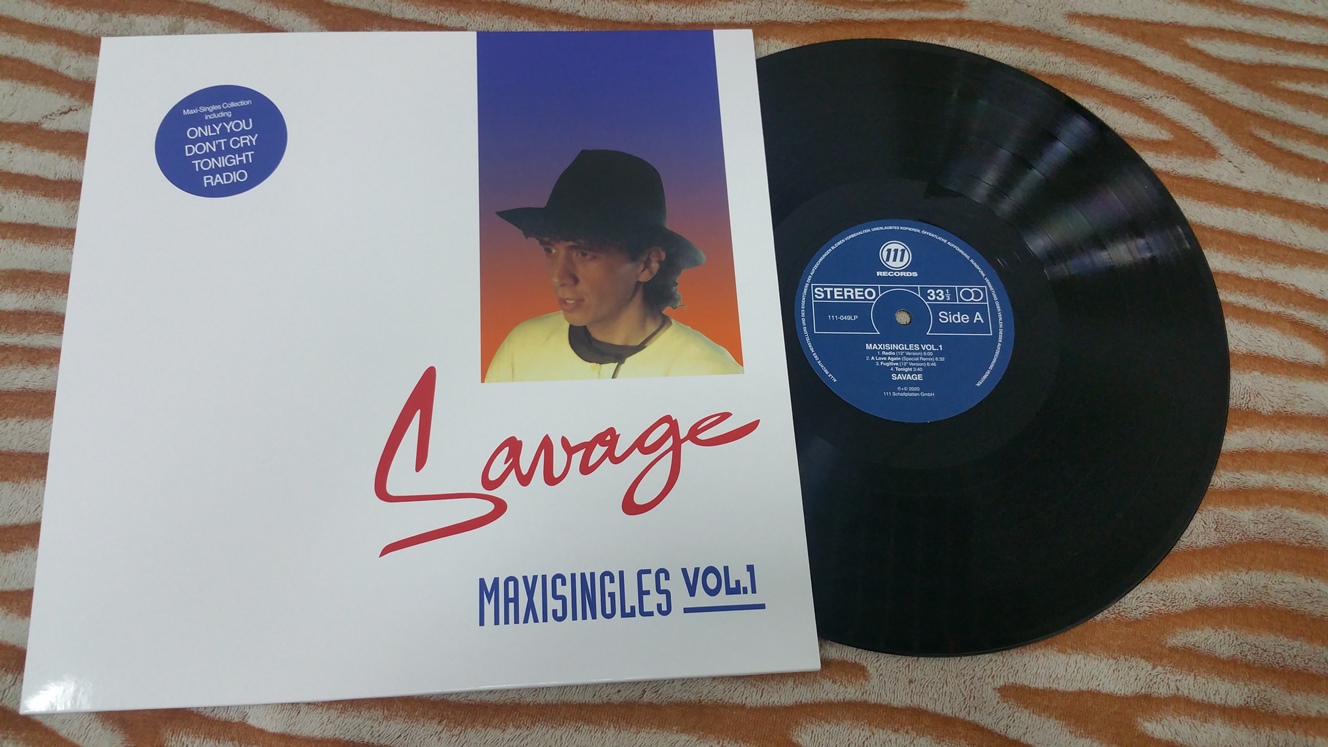 Maxi-Singles Collection
including
ONLY YOU
DON'T CRY
TONIGHT
RADIO
Savage
MAXISINGLES VOL.1
111
RECORDS
STEREO
33 1/3
111-049LP
Side A
MAXISINGLES VOL.1
1. Radio (12" Version) 6:00
2. A Love Again (Special Remix) 6:32
3. Fugitive (12" Version) 6:46
4. Tonight 3:40
SAVAGE
℗+© 2020
111 Schallplatten GmbH